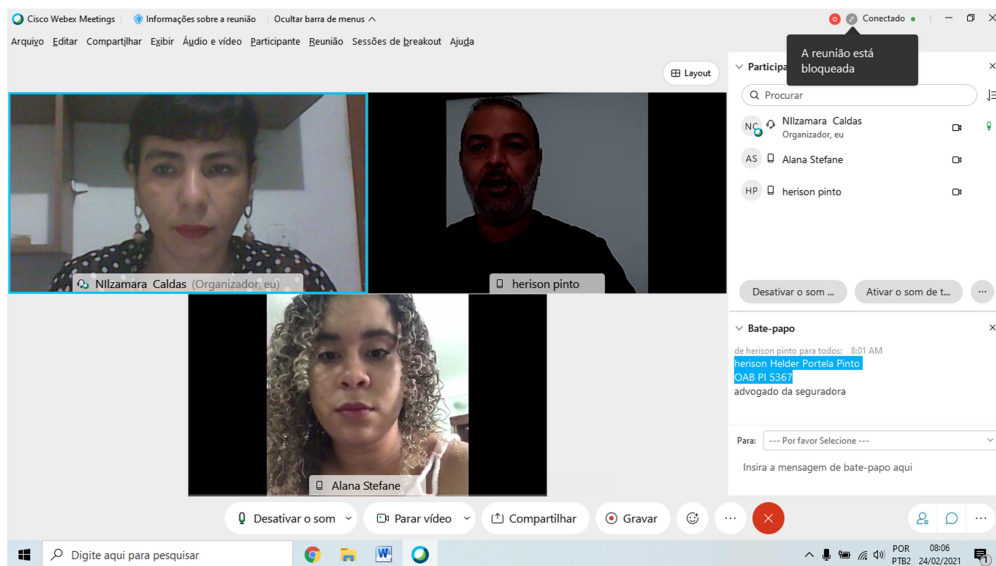 Cisco Webex Meetings Informações sobre a reunião Ocultar barra de menus Conectado
Arquivo Editar Compartilhar Exibir Áudio e vídeo Participante Reunião Sessões de breakout Ajuda
A reunião está
bloqueada
Layout
Participa
Procurar
NC NIlzamara Caldas
Organizador, eu
AS Alana Stefane
HP herison pinto
NIlzamara Caldas (Organizador, eu)
herison pinto
Desativar o som ... Ativar o som de t... ...
Bate-papo
de herison pinto para todos: 8:01 AM
herison Helder Portela Pinto
OAB PI 5367
advogado da seguradora
Para: --- Por favor Selecione ---
Insira a mensagem de bate-papo aqui
Alana Stefane
Desativar o som Parar vídeo Compartilhar Gravar
Digite aqui para pesquisar
POR 08:06
PTB2 24/02/2021
1